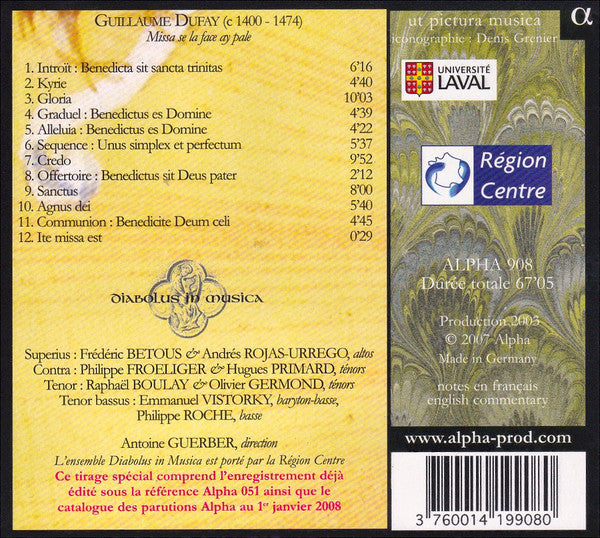 Guillaume Dufay (c 1400 - 1474)
Missa se la face ay pale
1. Introït : Benedicta sit sancta trinitas 6'16
2. Kyrie 4'40
3. Gloria 10'03
4. Graduel : Benedictus es Domine 4'39
5. Alleluia : Benedictus es Domine 4'22
6. Sequence : Unus simplex et perfectum 5'37
7. Credo 9'52
8. Offertoire : Benedictus sit Deus pater 2'12
9. Sanctus 8'00
10. Agnus dei 5'40
11. Communion : Benedicite Deum celi 4'45
12. Ite missa est 0'29
diabolus in musica
Superius : Frédéric BETOUS & Andrés ROJAS-URREGO, altos
Contra : Philippe FROELIGER & Hugues PRIMARD, ténors
Tenor : Raphaël BOULAY & Olivier GERMOND, ténors
Tenor bassus : Emmanuel VISTORKY, baryton-basse,
Philippe ROCHE, basse
Antoine GUERBER, direction
L'ensemble Diabolus in Musica est porté par la Région Centre
Ce tirage spécial comprend l'enregistrement déjà
édité sous la référence Alpha 051 ainsi que le
catalogue des parutions Alpha au 1er janvier 2008
α
ut pictura musica
iconographie : Denis Grenier
UNIVERSITÉ
LAVAL
Région
Centre
ALPHA 908
Durée totale 67'05
Production 2003
© 2007 Alpha
Made in Germany
notes en français
english commentary
www.alpha-prod.com
3 760014 199080